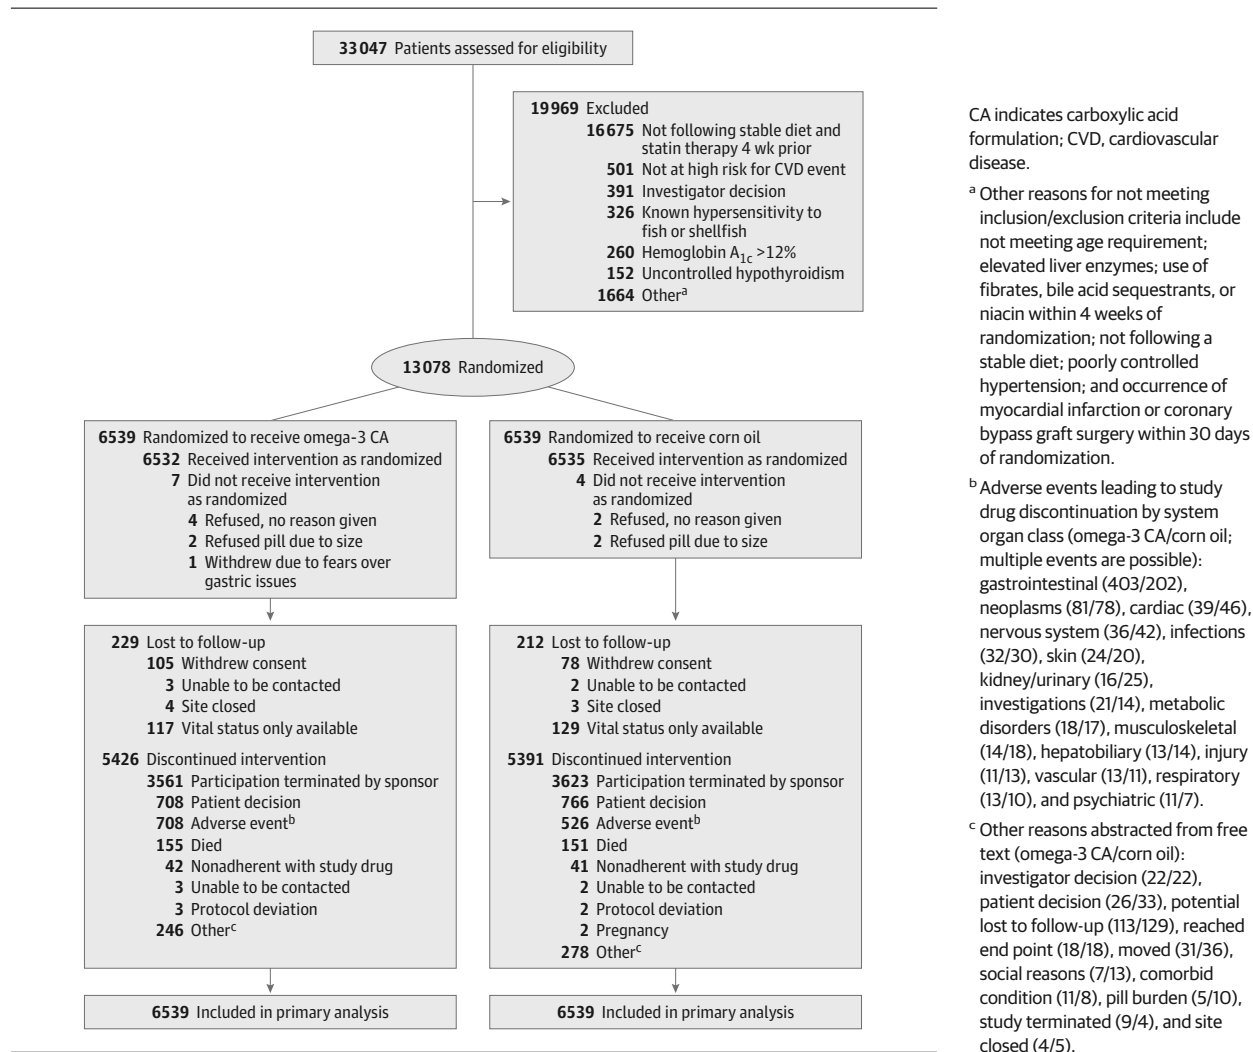 33047 Patients assessed for eligibility
19969 Excluded
16675 Not following stable diet and
statin therapy 4 wk prior
501 Not at high risk for CVD event
391 Investigator decision
326 Known hypersensitivity to
fish or shellfish
260 Hemoglobin A1c >12%
152 Uncontrolled hypothyroidism
1664 Other a
13078 Randomized
6539 Randomized to receive omega-3 CA
6532 Received intervention as randomized
7 Did not receive intervention
as randomized
4 Refused, no reason given
2 Refused pill due to size
1 Withdrew due to fears over
gastric issues
6539 Randomized to receive corn oil
6535 Received intervention as randomized
4 Did not receive intervention
as randomized
2 Refused, no reason given
2 Refused pill due to size
229 Lost to follow-up
105 Withdrew consent
3 Unable to be contacted
4 Site closed
117 Vital status only available
5426 Discontinued intervention
3561 Participation terminated by sponsor
708 Patient decision
708 Adverse event b
155 Died
42 Nonadherent with study drug
3 Unable to be contacted
3 Protocol deviation
246 Other c
212 Lost to follow-up
78 Withdrew consent
2 Unable to be contacted
3 Site closed
129 Vital status only available
5391 Discontinued intervention
3623 Participation terminated by sponsor
766 Patient decision
526 Adverse event b
151 Died
41 Nonadherent with study drug
2 Unable to be contacted
2 Protocol deviation
2 Pregnancy
278 Other c
6539 Included in primary analysis
6539 Included in primary analysis
CA indicates carboxylic acid
formulation; CVD, cardiovascular
disease.
a Other reasons for not meeting
inclusion/exclusion criteria include
not meeting age requirement;
elevated liver enzymes; use of
fibrates, bile acid sequestrants, or
niacin within 4 weeks of
randomization; not following a
stable diet; poorly controlled
hypertension; and occurrence of
myocardial infarction or coronary
bypass graft surgery within 30 days
of randomization.
b Adverse events leading to study
drug discontinuation by system
organ class (omega-3 CA/corn oil;
multiple events are possible):
gastrointestinal (403/202),
neoplasms (81/78), cardiac (39/46),
nervous system (36/42), infections
(32/30), skin (24/20),
kidney/urinary (16/25),
investigations (21/14), metabolic
disorders (18/17), musculoskeletal
(14/18), hepatobiliary (13/14), injury
(11/13), vascular (13/11), respiratory
(13/10), and psychiatric (11/7).
c Other reasons abstracted from free
text (omega-3 CA/corn oil):
investigator decision (22/22),
patient decision (26/33), potential
lost to follow-up (113/129), reached
end point (18/18), moved (31/36),
social reasons (7/13), comorbid
condition (11/8), pill burden (5/10),
study terminated (9/4), and site
closed (4/5).